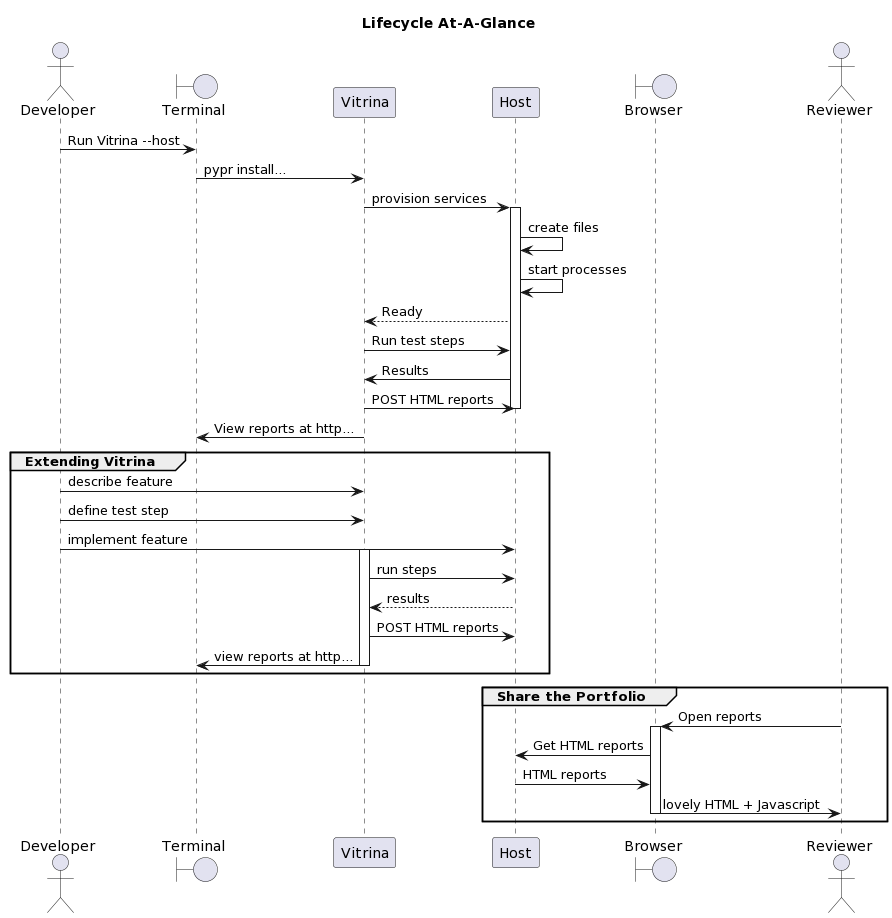 Lifecycle At-A-Glance
Developer
Terminal
Vitrina
Host
Browser
Reviewer
Run Vitrina --host
pypr install...
provision services
create files
start processes
Ready
Run test steps
Results
POST HTML reports
View reports at http...
Extending Vitrina
describe feature
define test step
implement feature
run steps
results
POST HTML reports
view reports at http...
Share the Portfolio
Open reports
Get HTML reports
HTML reports
lovely HTML + Javascript
Developer
Terminal
Vitrina
Host
Browser
Reviewer